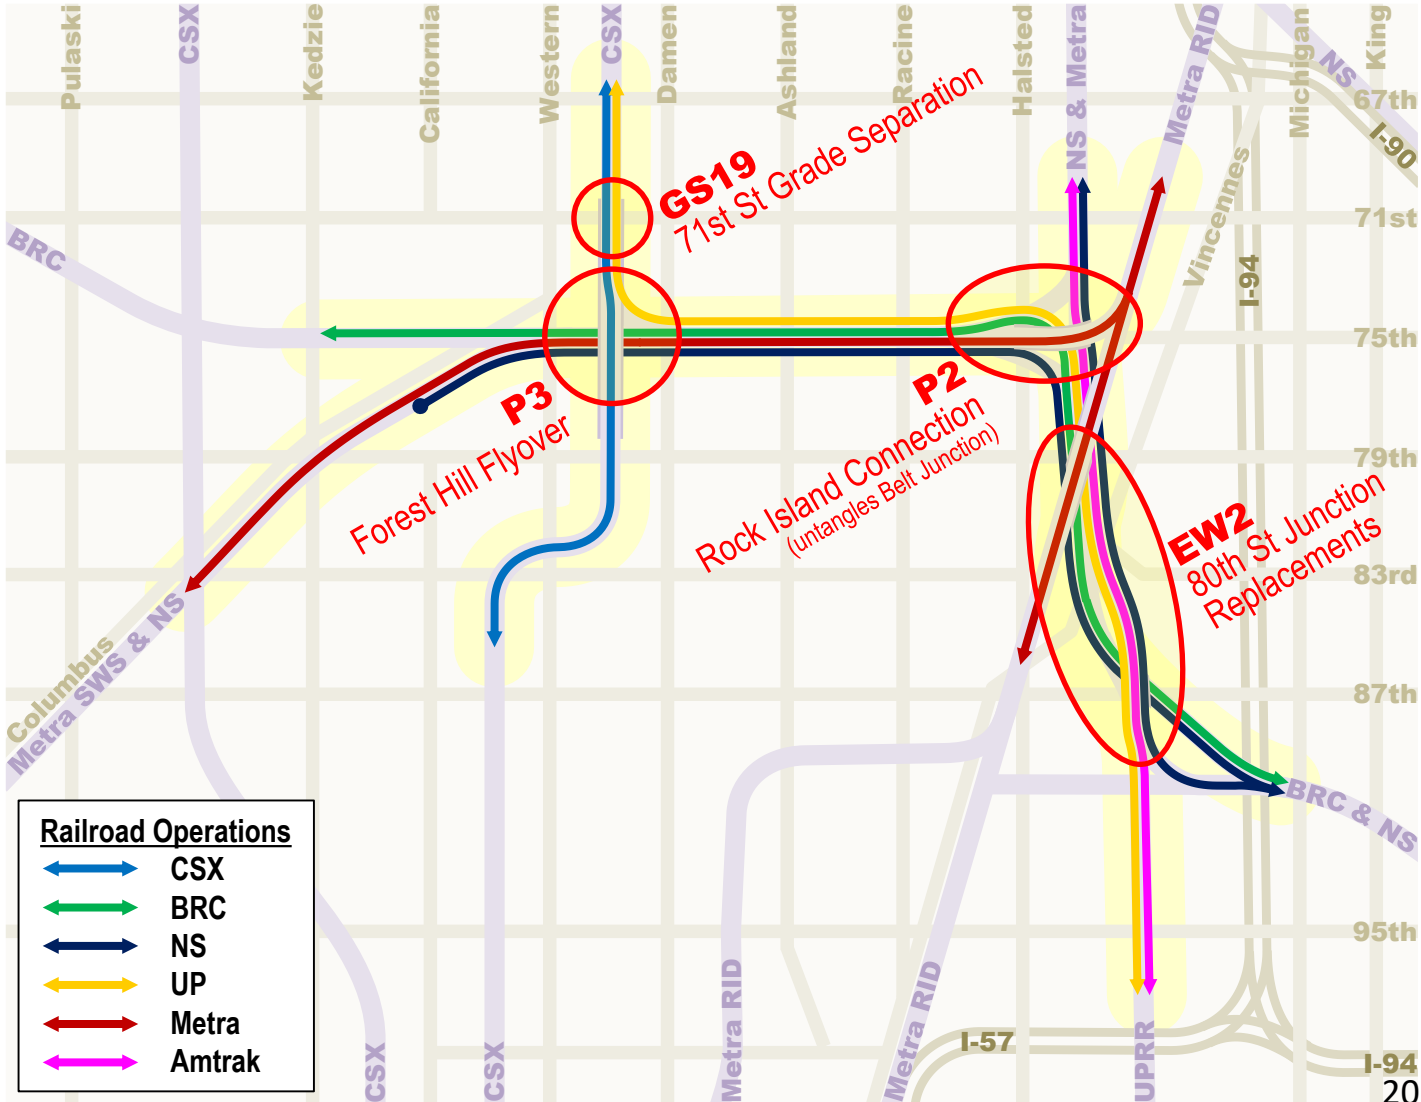 Pulaski
CSX
Kedzie
California
Western
CSX
Damen
Ashland
Racine
Halsted
NS & Metra
Metra RID
Michigan
NS
King
67th
I-90
GS19
71st St Grade Separation
Vincennes
71st
BRC
I-94
75th
P3
Forest Hill Flyover
P2
Rock Island Connection
(untangles Belt Junction)
79th
EW2
80th St Junction
Replacements
83rd
Columbus
Metra SWS & NS
87th
BRC & NS
Railroad Operations
CSX
BRC
NS
UP
Metra
Amtrak
95th
CSX
CSX
Metra RID
Metra RID
I-57
UPRR
I-94
20